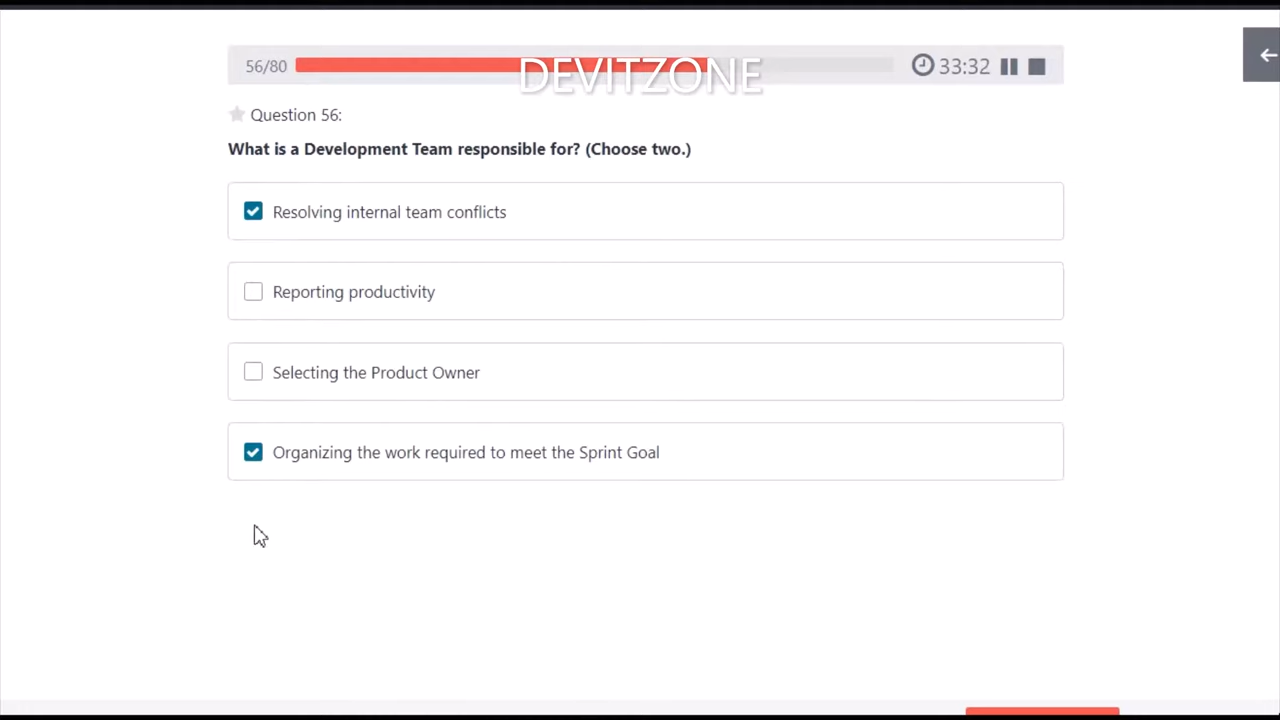 56/80
DEVITZONE
33:32
Question 56:
What is a Development Team responsible for? (Choose two.)
Resolving internal team conflicts
Reporting productivity
Selecting the Product Owner
Organizing the work required to meet the Sprint Goal